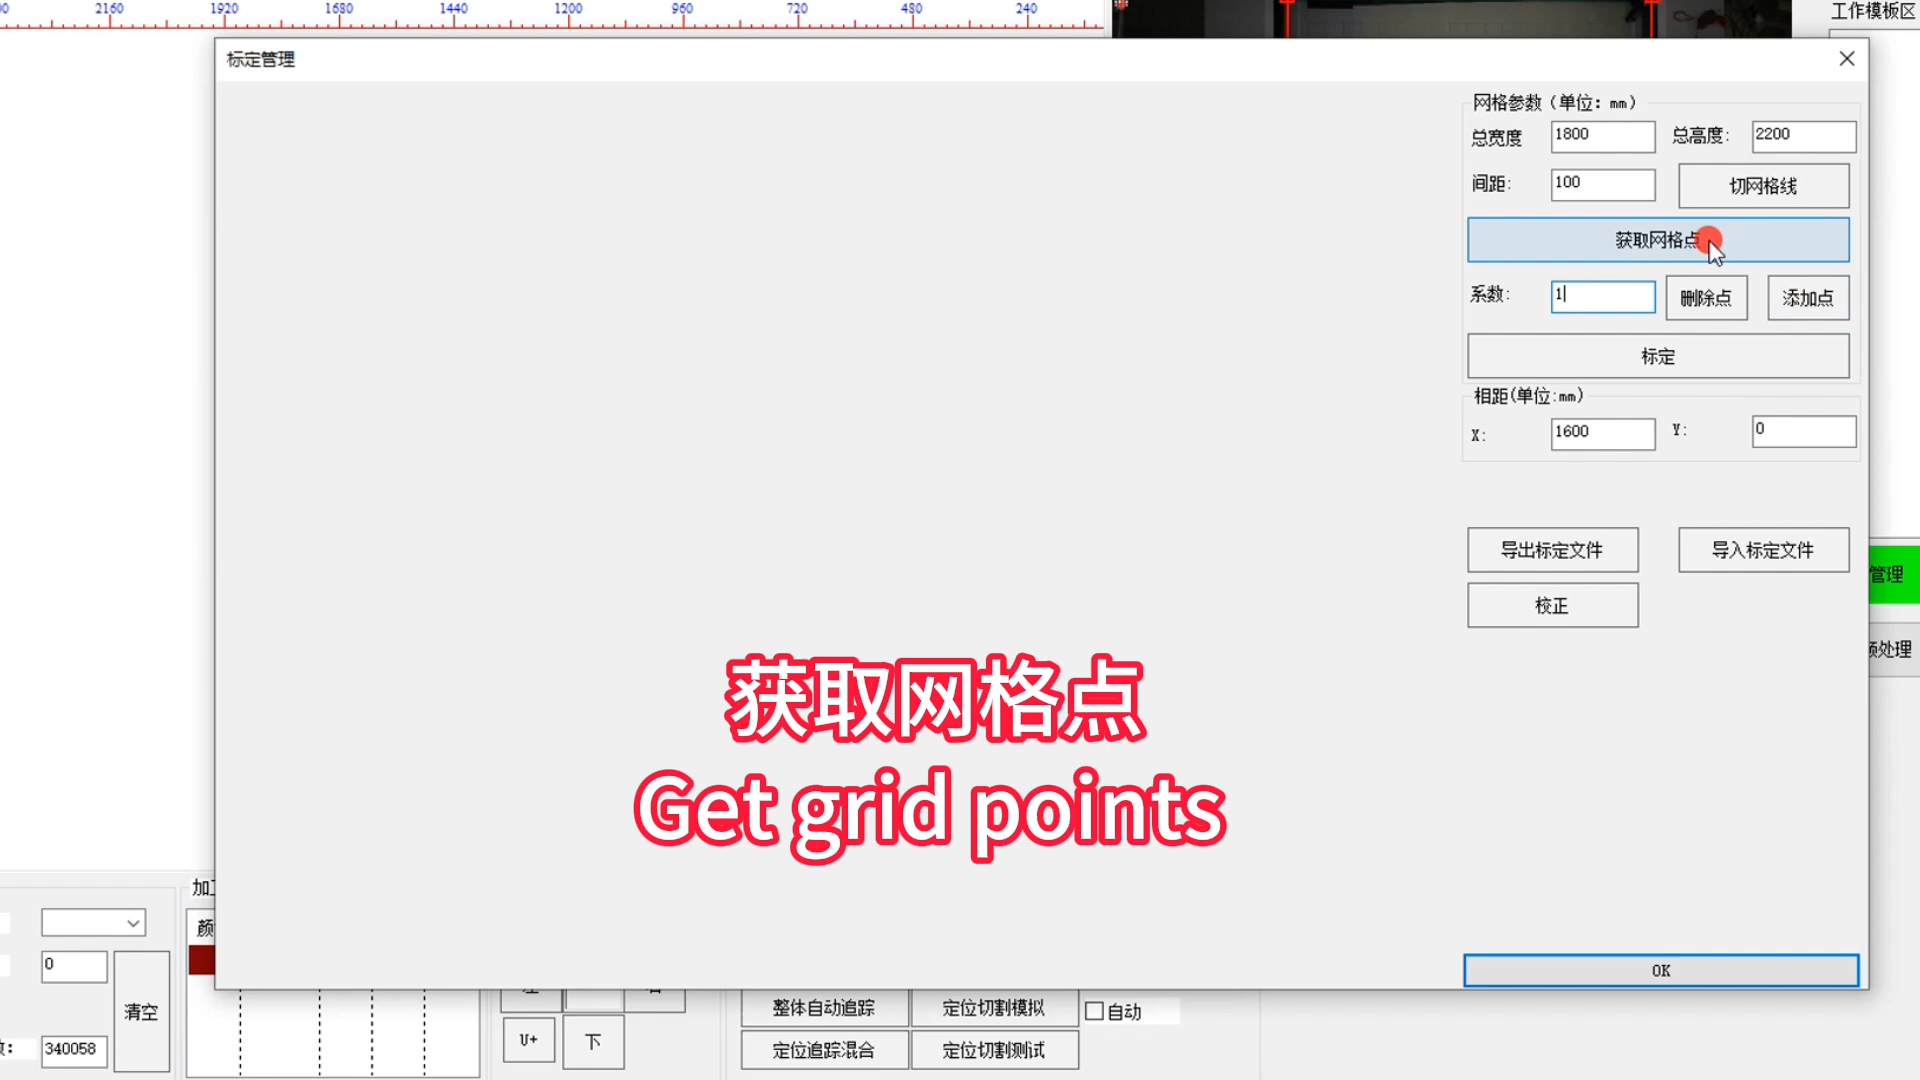 2160 1920 1680 1440 1200 960 720 480 240
工作模板区
标定管理
网格参数（单位：mm）
总宽度 1800 总高度: 2200
间距: 100 切网格线
获取网格点
系数: 1 删除点 添加点
标定
相距(单位:mm)
X: 1600 Y: 0
导出标定文件 导入标定文件
管理
校正
预处理
获取网格点
Get grid points
OK
0
清空
340058
U+ 下
整体自动追踪 定位切割模拟 自动
定位追踪混合 定位切割测试